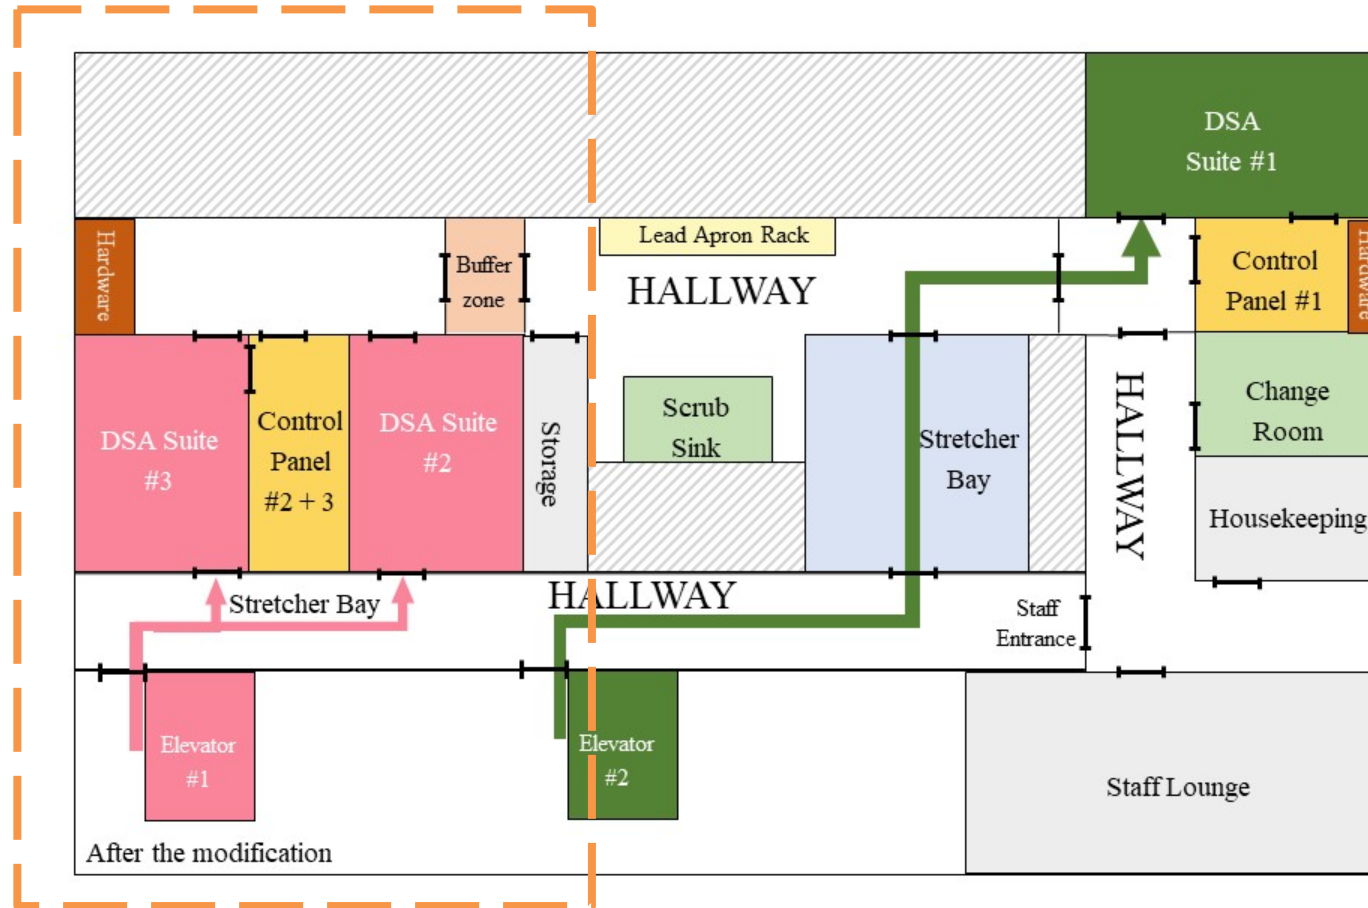 DSA
Suite #1
Hardware
Buffer
zone
Lead Apron Rack
HALLWAY
Control
Panel #1
Hardware
DSA Suite
#3
Control
Panel
#2 + 3
DSA Suite
#2
Storage
Scrub
Sink
Stretcher
Bay
HALLWAY
Change
Room
Housekeeping
Stretcher Bay
HALLWAY
Staff
Entrance
Elevator
#1
Elevator
#2
Staff Lounge
After the modification